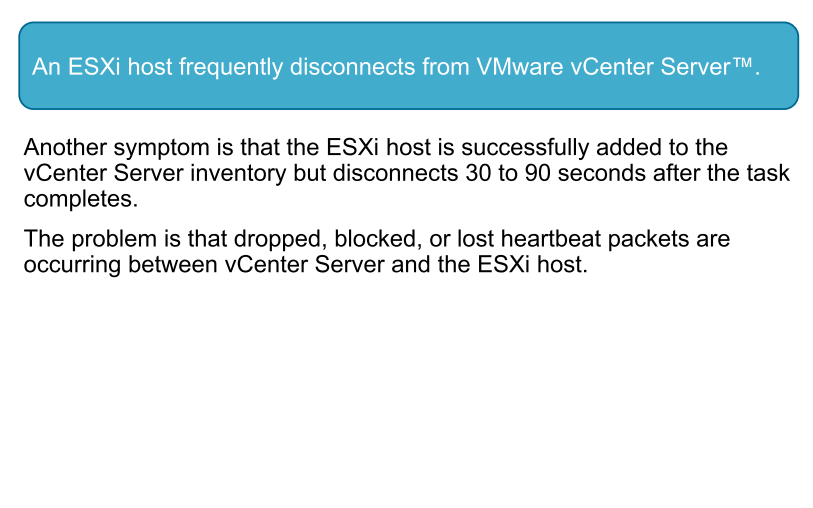 An ESXi host frequently disconnects from VMware vCenter Server™.
Another symptom is that the ESXi host is successfully added to the
vCenter Server inventory but disconnects 30 to 90 seconds after the task
completes.
The problem is that dropped, blocked, or lost heartbeat packets are
occurring between vCenter Server and the ESXi host.